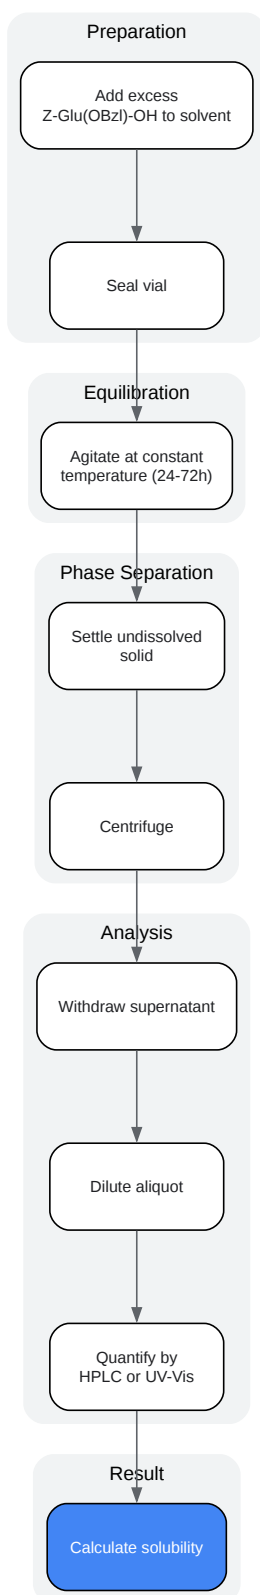 Preparation
Add excess
Z-Glu(OBzl)-OH to solvent
Seal vial
Equilibration
Agitate at constant
temperature (24-72h)
Phase Separation
Settle undissolved
solid
Centrifuge
Analysis
Withdraw supernatant
Dilute aliquot
Quantify by
HPLC or UV-Vis
Result
Calculate solubility